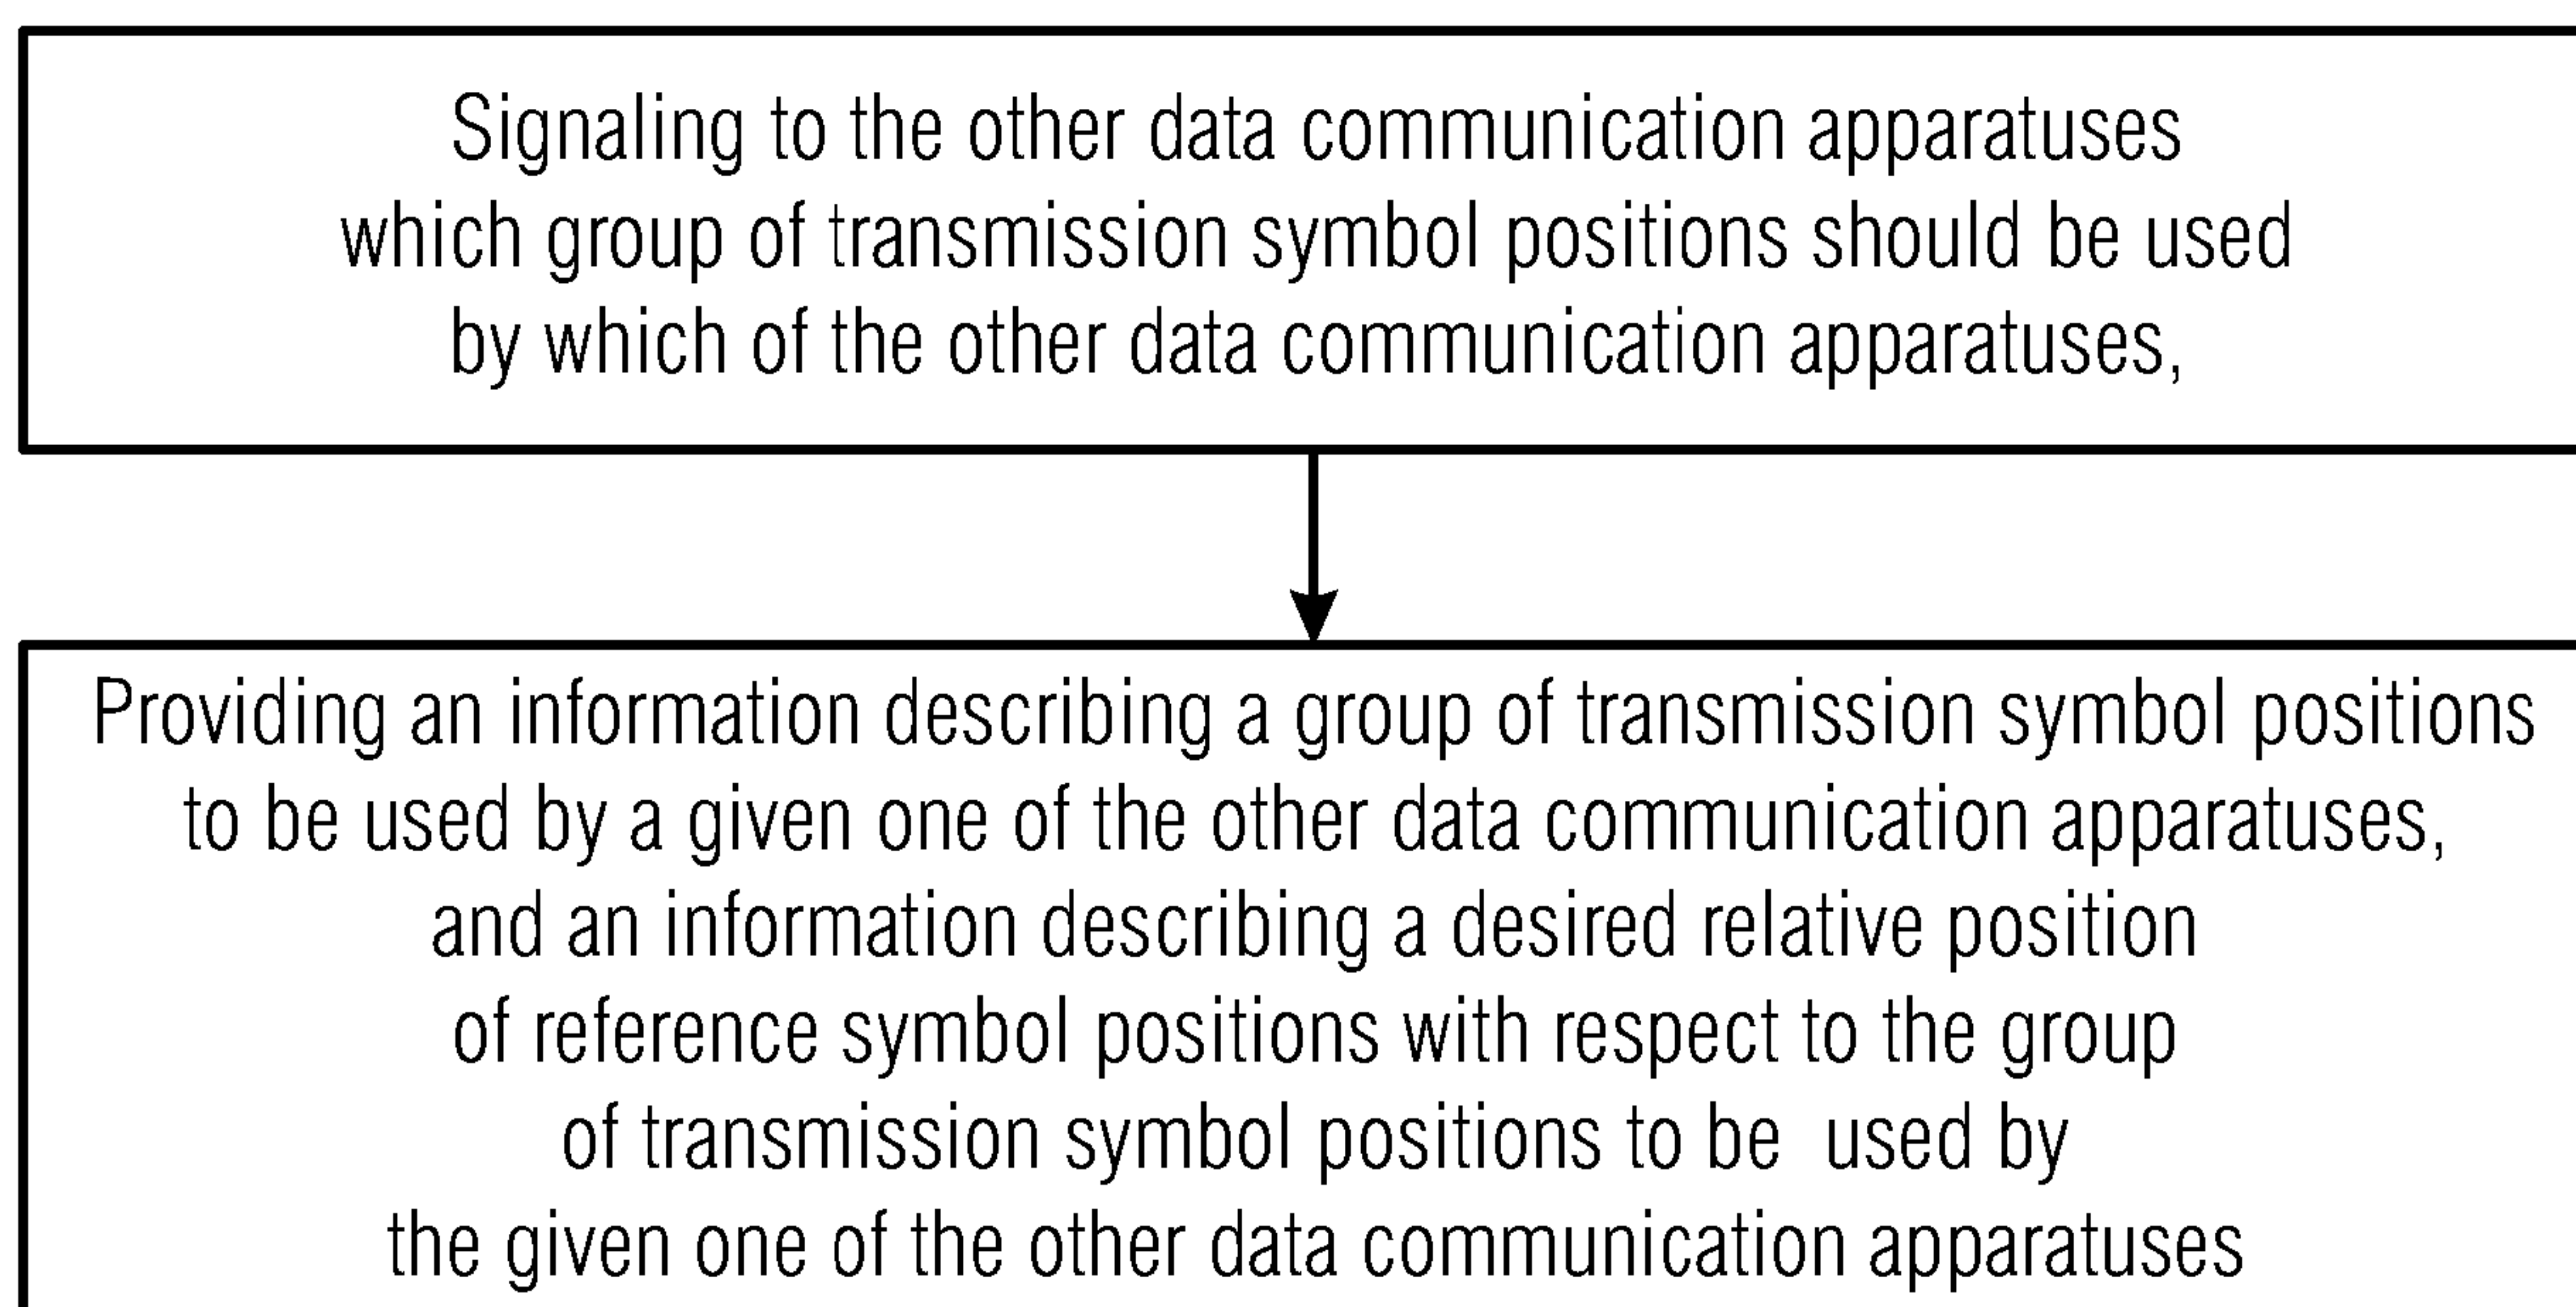 Signaling to the other data communication apparatuses
which group of transmission symbol positions should be used
by which of the other data communication apparatuses,
Providing an information describing a group of transmission symbol positions
to be used by a given one of the other data communication apparatuses,
and an information describing a desired relative position
of reference symbol positions with respect to the group
of transmission symbol positions to be  used by
the given one of the other data communication apparatuses